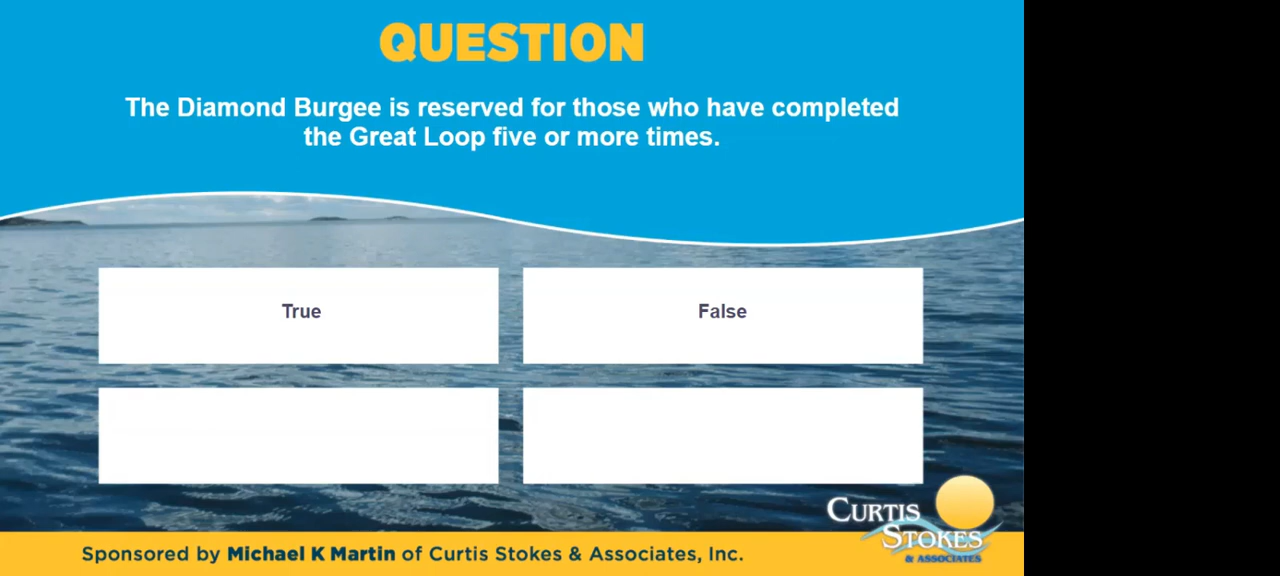 QUESTION
The Diamond Burgee is reserved for those who have completed
the Great Loop five or more times.
True
False
CURTIS
STOKES
& ASSOCIATES
Sponsored by Michael K Martin of Curtis Stokes & Associates, Inc.